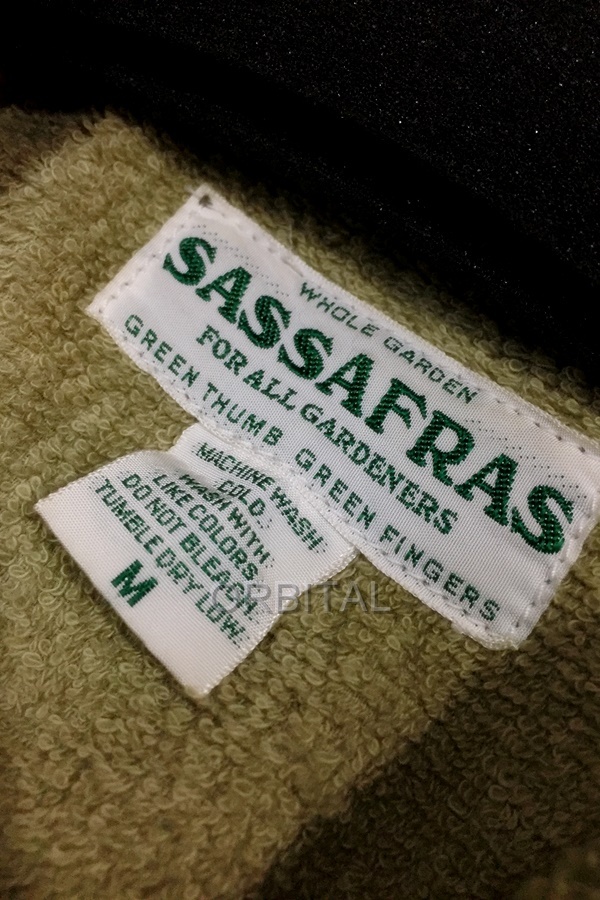 WHOLE GARDEN
SASSAFRAS
FOR ALL GARDENERS
GREEN THUMB GREEN FINGERS
MACHINE WASH
COLD.
WASH WITH
LIKE COLORS.
DO NOT BLEACH.
TUMBLE DRY LOW.
M
ORBITAL